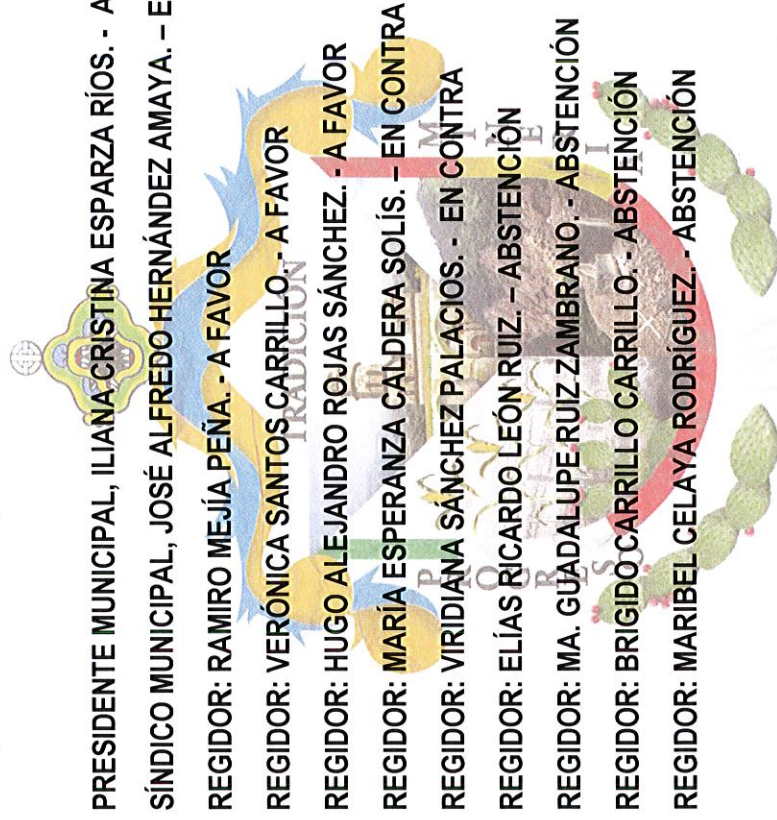 PRESIDENTE MUNICIPAL, ILIANA CRISTINA ESPARZA RÍOS. - A
SÍNDICO MUNICIPAL, JOSÉ ALFREDO HERNÁNDEZ AMAYA. – E
REGIDOR: RAMIRO MEJÍA PEÑA. - A FAVOR
REGIDOR: VERÓNICA SANTOS CARRILLO. - A FAVOR
REGIDOR: HUGO ALEJANDRO ROJAS SÁNCHEZ. - A FAVOR
REGIDOR: MARÍA ESPERANZA CALDERA SOLÍS. – EN CONTRA
REGIDOR: VIRIDIANA SÁNCHEZ PALACIOS. - EN CONTRA
REGIDOR: ELÍAS RICARDO LEÓN RUIZ. – ABSTENCIÓN
REGIDOR: MA. GUADALUPE RUIZ ZAMBRANO. - ABSTENCIÓN
REGIDOR: BRIGIDO CARRILLO CARRILLO. - ABSTENCIÓN
REGIDOR: MARIBEL CELAYA RODRÍGUEZ. - ABSTENCIÓN
TRADICIÓN
PROGRESO